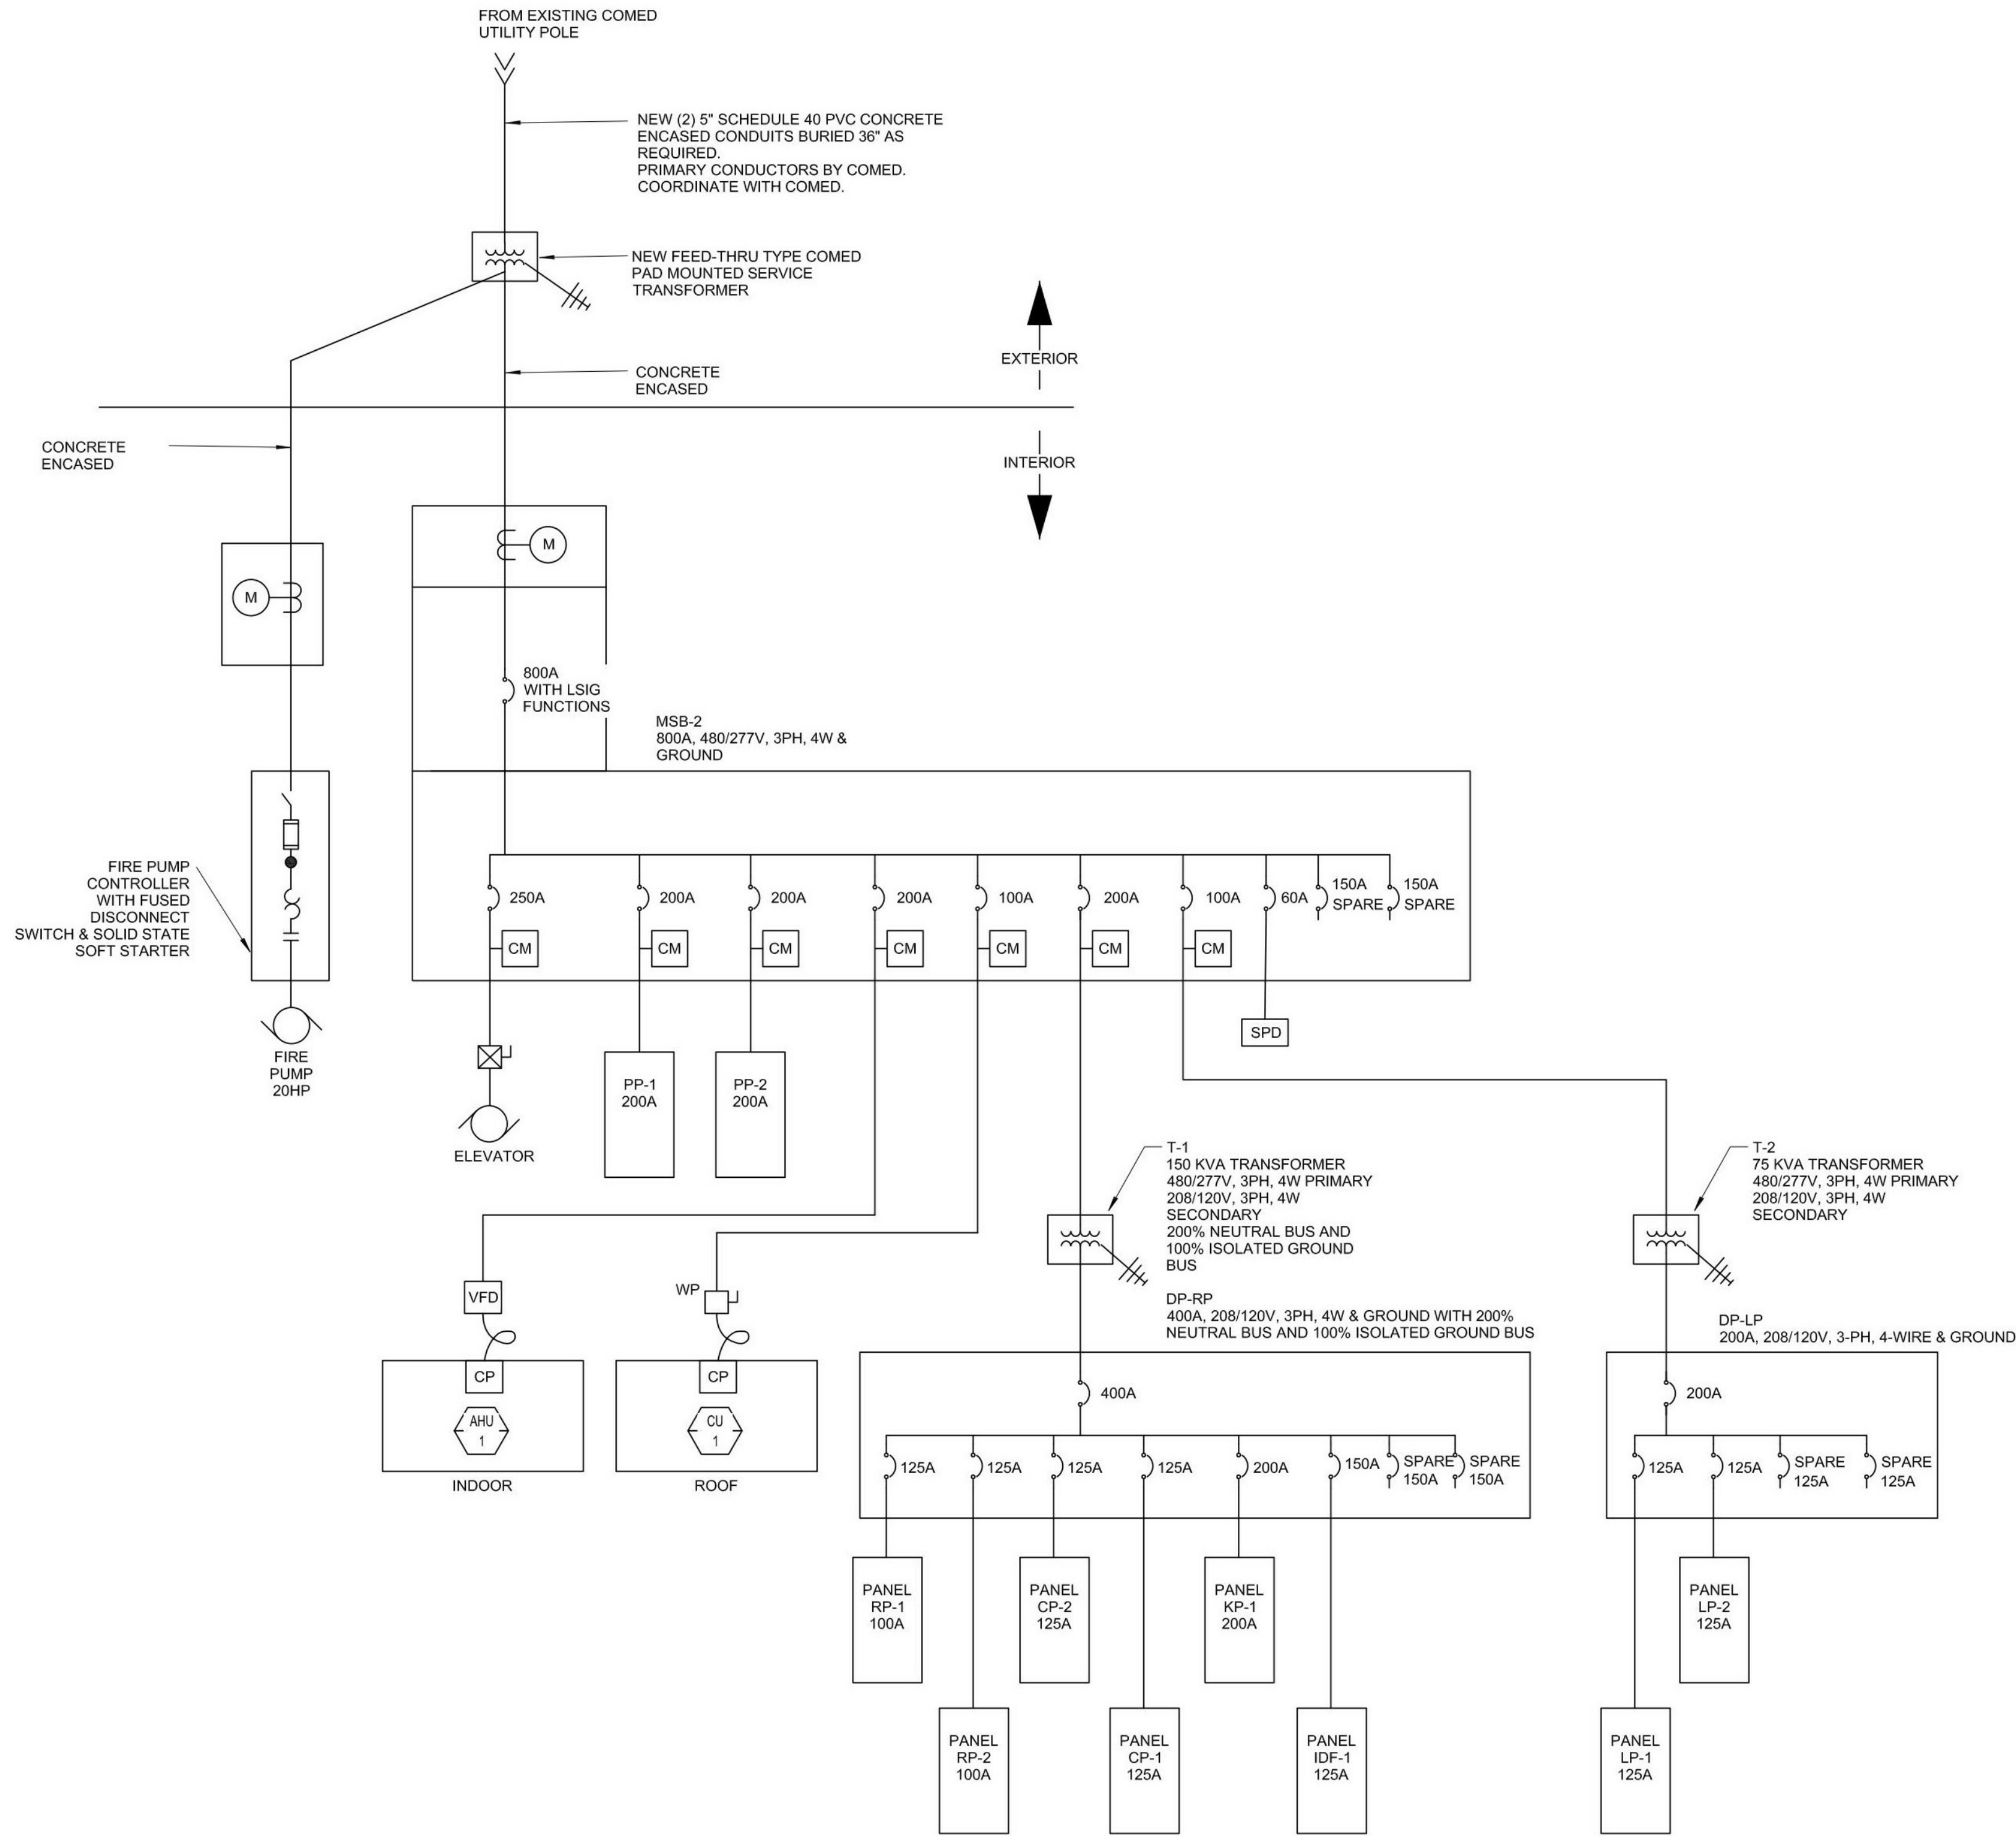 FROM EXISTING COMED
UTILITY POLE
NEW (2) 5" SCHEDULE 40 PVC CONCRETE
ENCASED CONDUITS BURIED 36" AS
REQUIRED.
PRIMARY CONDUCTORS BY COMED.
COORDINATE WITH COMED.
NEW FEED-THRU TYPE COMED
PAD MOUNTED SERVICE
TRANSFORMER
EXTERIOR
CONCRETE
ENCASED
CONCRETE
ENCASED
INTERIOR
M
M
800A
WITH LSIG
FUNCTIONS
MSB-2
800A, 480/277V, 3PH, 4W &
GROUND
FIRE PUMP
CONTROLLER
WITH FUSED
DISCONNECT
SWITCH & SOLID STATE
SOFT STARTER
250A
200A
200A
200A
100A
200A
100A
60A
150A
SPARE
150A
SPARE
CM
CM
CM
CM
CM
CM
CM
SPD
FIRE
PUMP
20HP
ELEVATOR
PP-1
200A
PP-2
200A
T-1
150 KVA TRANSFORMER
480/277V, 3PH, 4W PRIMARY
208/120V, 3PH, 4W
SECONDARY
200% NEUTRAL BUS AND
100% ISOLATED GROUND
BUS
T-2
75 KVA TRANSFORMER
480/277V, 3PH, 4W PRIMARY
208/120V, 3PH, 4W
SECONDARY
VFD
WP
CP
CP
AHU
1
CU
1
INDOOR
ROOF
DP-RP
400A, 208/120V, 3PH, 4W & GROUND WITH 200%
NEUTRAL BUS AND 100% ISOLATED GROUND BUS
400A
125A
125A
125A
125A
200A
150A
SPARE
150A
SPARE
150A
DP-LP
200A, 208/120V, 3-PH, 4-WIRE & GROUND
200A
125A
125A
SPARE
125A
SPARE
125A
PANEL
RP-1
100A
PANEL
CP-2
125A
PANEL
KP-1
200A
PANEL
LP-2
125A
PANEL
RP-2
100A
PANEL
CP-1
125A
PANEL
IDF-1
125A
PANEL
LP-1
125A